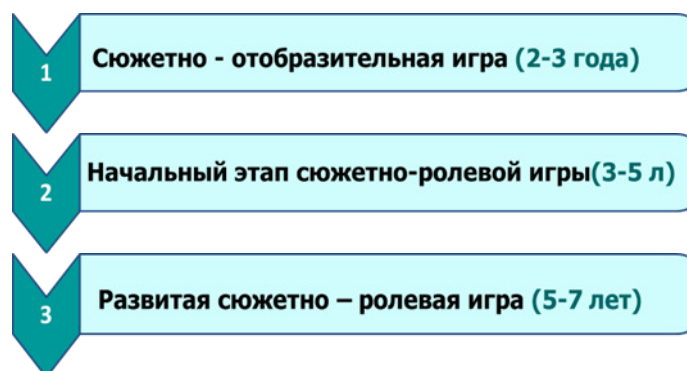 1
Сюжетно - отобразительная игра (2-3 года)
2
Начальный этап сюжетно-ролевой игры(3-5 л)
3
Развитая сюжетно – ролевая игра (5-7 лет)